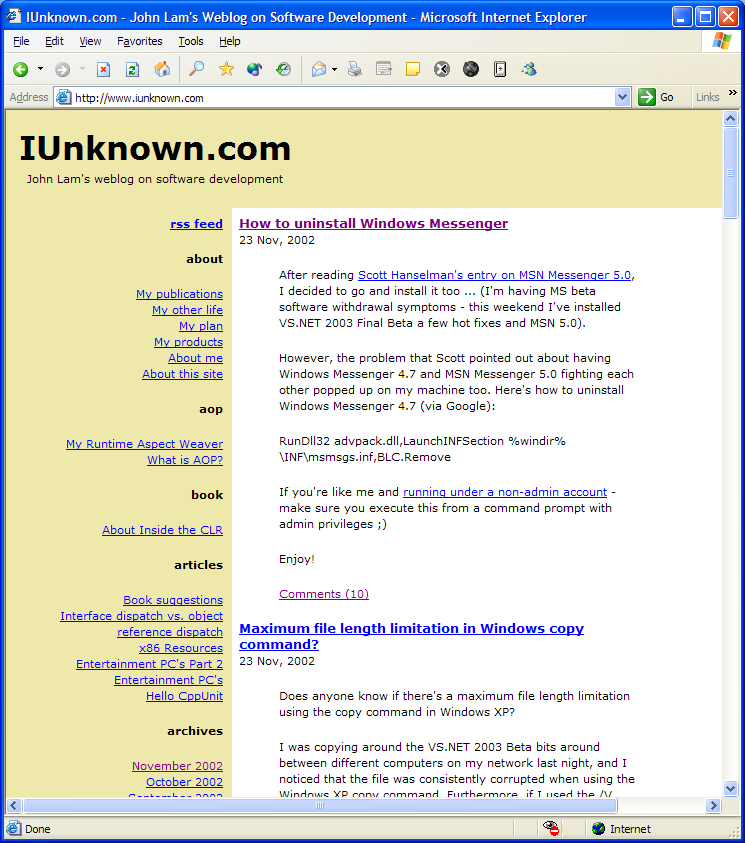 IUnknown.com - John Lam's Weblog on Software Development - Microsoft Internet Explorer
File Edit View Favorites Tools Help
Address http://www.iunknown.com Go Links »
IUnknown.com
John Lam's weblog on software development
rss feed
about
My publications
My other life
My plan
My products
About me
About this site
aop
My Runtime Aspect Weaver
What is AOP?
book
About Inside the CLR
articles
Book suggestions
Interface dispatch vs. object
reference dispatch
x86 Resources
Entertainment PC's Part 2
Entertainment PC's
Hello CppUnit
archives
November 2002
October 2002
September 2002
How to uninstall Windows Messenger
23 Nov, 2002
After reading Scott Hanselman's entry on MSN Messenger 5.0,
I decided to go and install it too ... (I'm having MS beta
software withdrawal symptoms - this weekend I've installed
VS.NET 2003 Final Beta a few hot fixes and MSN 5.0).
However, the problem that Scott pointed out about having
Windows Messenger 4.7 and MSN Messenger 5.0 fighting each
other popped up on my machine too. Here's how to uninstall
Windows Messenger 4.7 (via Google):
RunDll32 advpack.dll,LaunchINFSection %windir%
\INF\msmsgs.inf,BLC.Remove
If you're like me and running under a non-admin account -
make sure you execute this from a command prompt with
admin privileges ;)
Enjoy!
Comments (10)
Maximum file length limitation in Windows copy
command?
23 Nov, 2002
Does anyone know if there's a maximum file length limitation
using the copy command in Windows XP?
I was copying around the VS.NET 2003 Beta bits around
between different computers on my network last night, and I
noticed that the file was consistently corrupted when using the
Windows XP copy command. Furthermore, if I used the /V
Done Internet